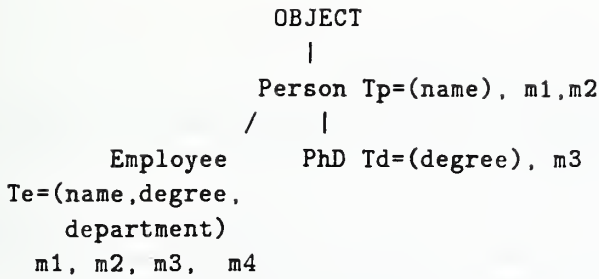 OBJECT
|
Person Tp=(name), m1,m2
/ |
Employee PhD Td=(degree), m3
Te=(name,degree,
department)
m1, m2, m3, m4